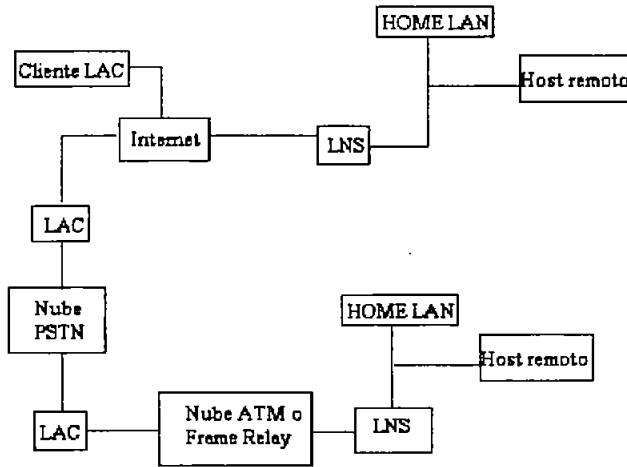 HOME LAN
Cliente LAC
Host remoto
Internet
LNS
LAC
Nube
PSTN
HOME LAN
Host remoto
LAC
Nube ATM o
Frame Relay
LNS